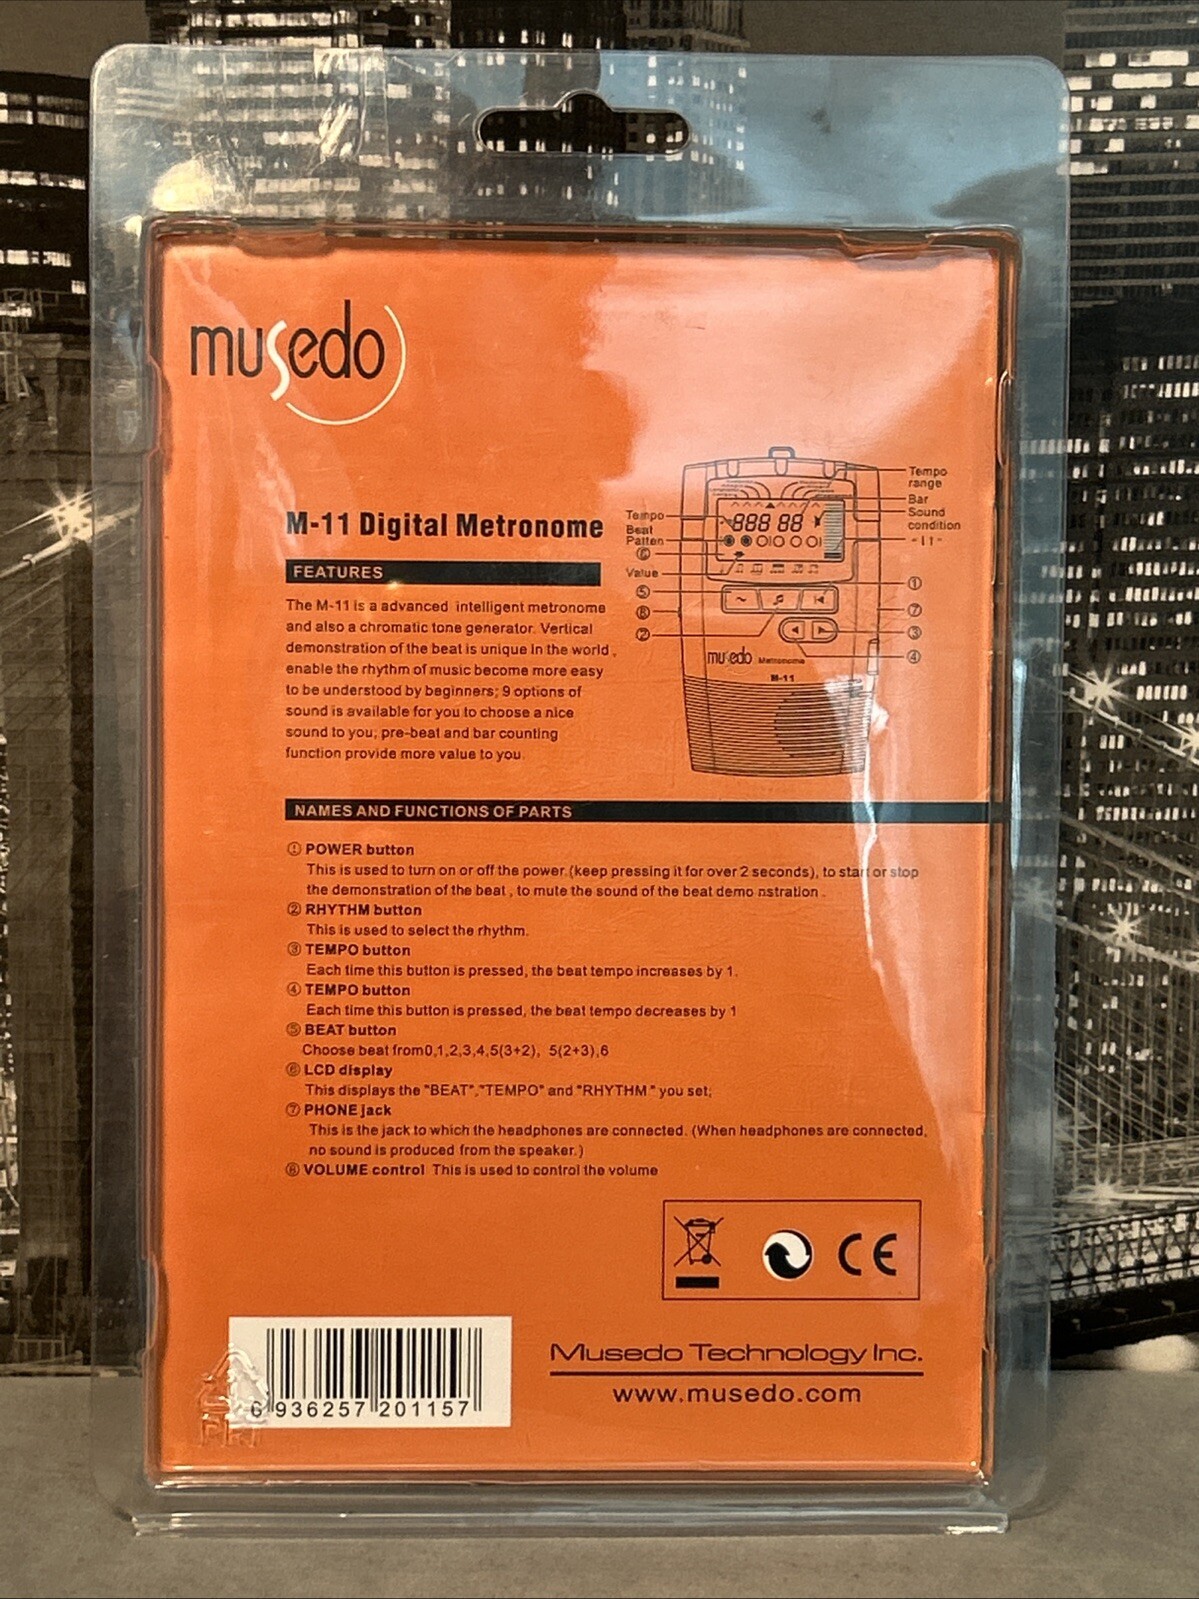 musedo
M-11 Digital Metronome
FEATURES
The M-11 is a advanced intelligent metronome
and also a chromatic tone generator. Vertical
demonstration of the beat is unique in the world ,
enable the rhythm of music become more easy
to be understood by beginners; 9 options of
sound is available for you to choose a nice
sound to you; pre-beat and bar counting
function provide more value to you.
Tempo
Beat
Patten
⑥
Value
⑤
⑧
②
Tempo
range
Bar
Sound
condition
①
⑦
③
④
888 88
musedo Metronome
M-11
NAMES AND FUNCTIONS OF PARTS
① POWER button
This is used to turn on or off the power.(keep pressing it for over 2 seconds), to start or stop
the demonstration of the beat , to mute the sound of the beat demo nstration .
② RHYTHM button
This is used to select the rhythm.
③ TEMPO button
Each time this button is pressed, the beat tempo increases by 1.
④ TEMPO button
Each time this button is pressed, the beat tempo decreases by 1
⑤ BEAT button
Choose beat from0,1,2,3,4,5(3+2), 5(2+3),6
⑥ LCD display
This displays the "BEAT","TEMPO" and "RHYTHM " you set;
⑦ PHONE jack
This is the jack to which the headphones are connected. (When headphones are connected,
no sound is produced from the speaker.)
⑧ VOLUME control This is used to control the volume
CE
6 936257 201157
Musedo Technology Inc.
www.musedo.com